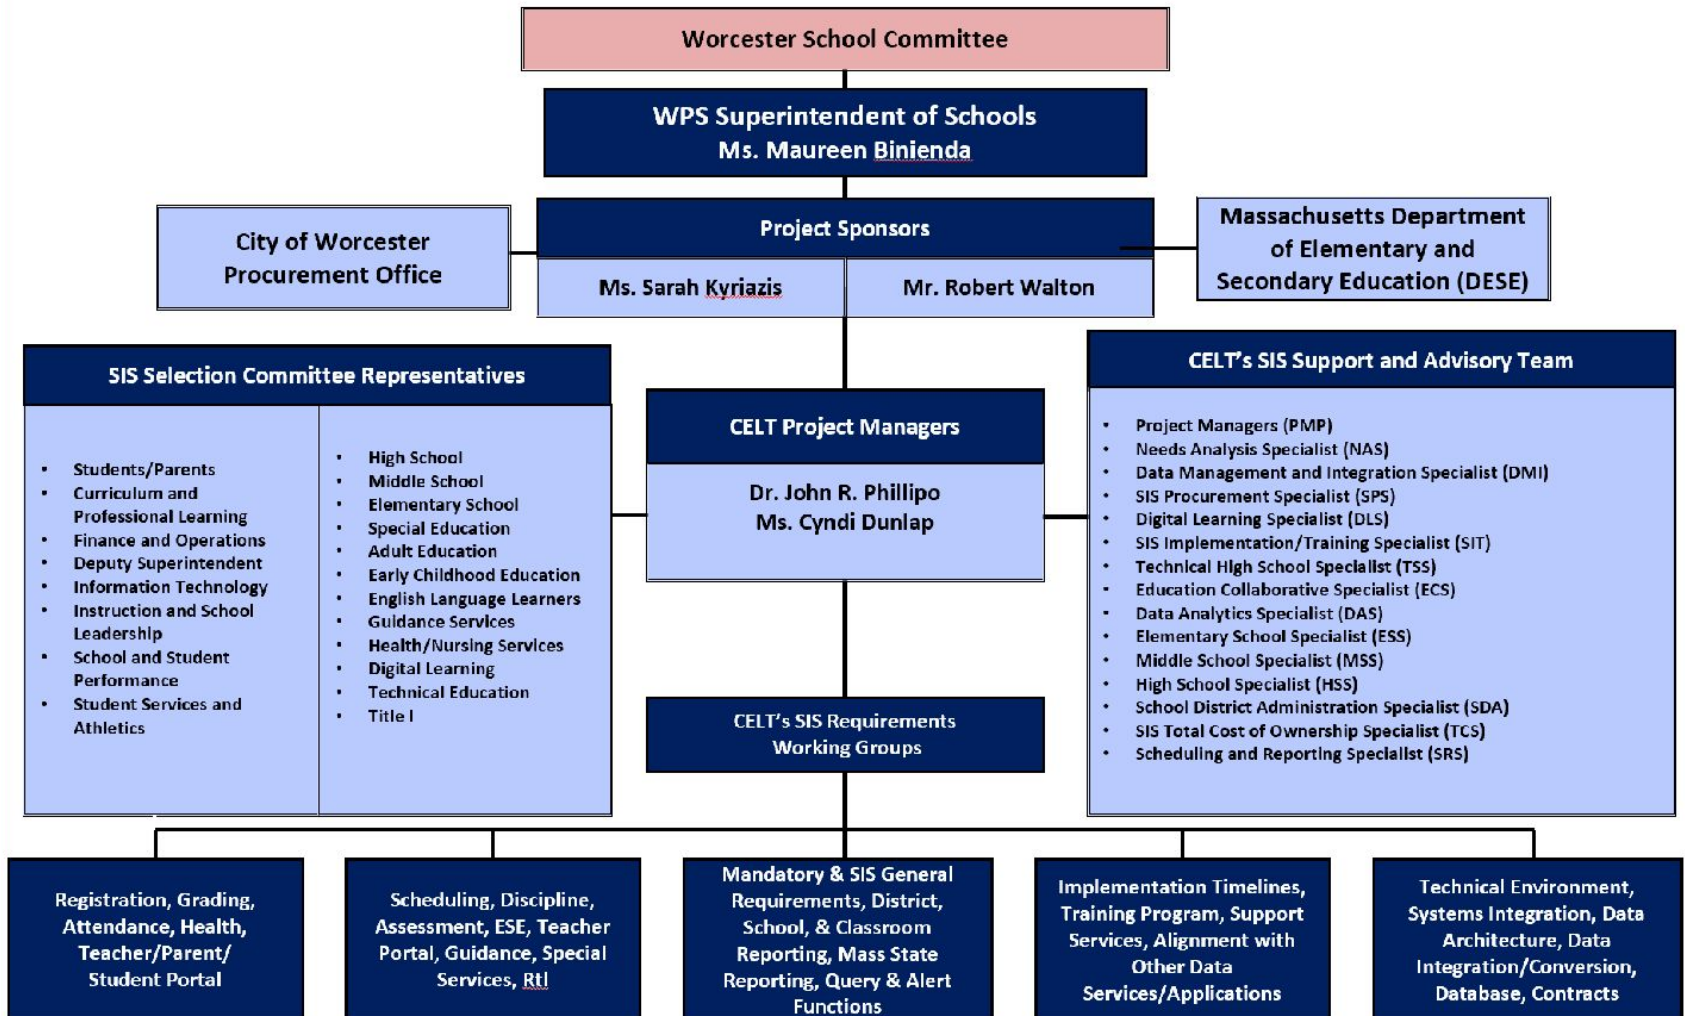 Worcester School Committee
WPS Superintendent of Schools
Ms. Maureen Binienda
City of Worcester
Procurement Office
Project Sponsors
Ms. Sarah Kyriazis
Mr. Robert Walton
Massachusetts Department
of Elementary and
Secondary Education (DESE)
SIS Selection Committee Representatives
• Students/Parents
• Curriculum and
Professional Learning
• Finance and Operations
• Deputy Superintendent
• Information Technology
• Instruction and School
Leadership
• School and Student
Performance
• Student Services and
Athletics
• High School
• Middle School
• Elementary School
• Special Education
• Adult Education
• Early Childhood Education
• English Language Learners
• Guidance Services
• Health/Nursing Services
• Digital Learning
• Technical Education
• Title I
CELT Project Managers
Dr. John R. Phillipo
Ms. Cyndi Dunlap
CELT's SIS Support and Advisory Team
• Project Managers (PMP)
• Needs Analysis Specialist (NAS)
• Data Management and Integration Specialist (DMI)
• SIS Procurement Specialist (SPS)
• Digital Learning Specialist (DLS)
• SIS Implementation/Training Specialist (SIT)
• Technical High School Specialist (TSS)
• Education Collaborative Specialist (ECS)
• Data Analytics Specialist (DAS)
• Elementary School Specialist (ESS)
• Middle School Specialist (MSS)
• High School Specialist (HSS)
• School District Administration Specialist (SDA)
• SIS Total Cost of Ownership Specialist (TCS)
• Scheduling and Reporting Specialist (SRS)
CELT's SIS Requirements
Working Groups
Registration, Grading,
Attendance, Health,
Teacher/Parent/
Student Portal
Scheduling, Discipline,
Assessment, ESE, Teacher
Portal, Guidance, Special
Services, RtI
Mandatory & SIS General
Requirements, District,
School, & Classroom
Reporting, Mass State
Reporting, Query & Alert
Functions
Implementation Timelines,
Training Program, Support
Services, Alignment with
Other Data
Services/Applications
Technical Environment,
Systems Integration, Data
Architecture, Data
Integration/Conversion,
Database, Contracts